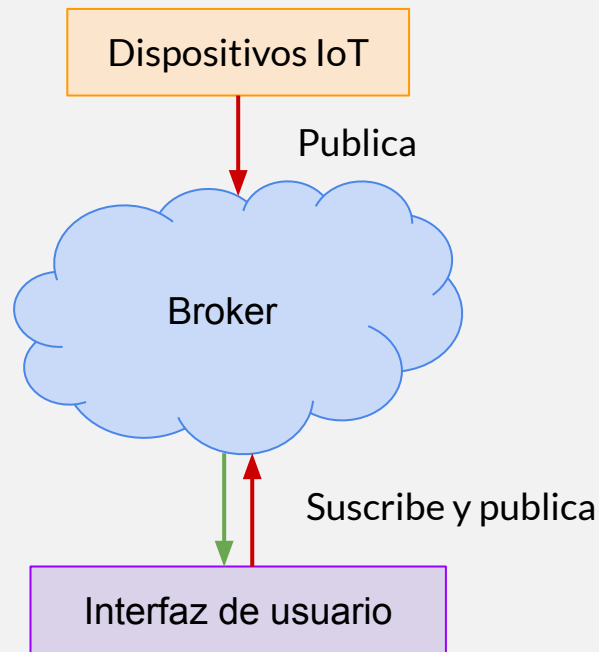 Dispositivos IoT
Publica
Broker
Suscribe y publica
Interfaz de usuario